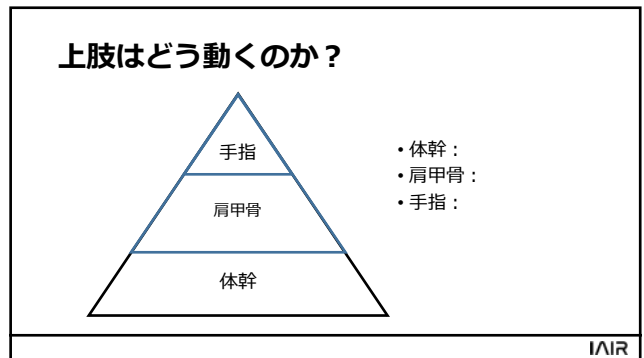 上肢はどう動くのか？
手指
肩甲骨
体幹
• 体幹：
• 肩甲骨：
• 手指：
IAIR